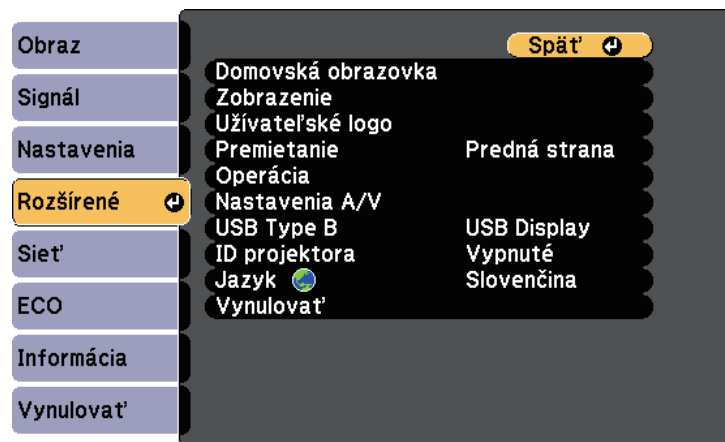 Obraz
Signál
Nastavenia
Rozšírené
Sieť
ECO
Informácia
Vynulovať
Späť
Domovská obrazovka
Zobrazenie
Užívateľské logo
Premietanie Predná strana
Operácia
Nastavenia A/V
USB Type B USB Display
ID projektora Vypnuté
Jazyk Slovenčina
Vynulovať